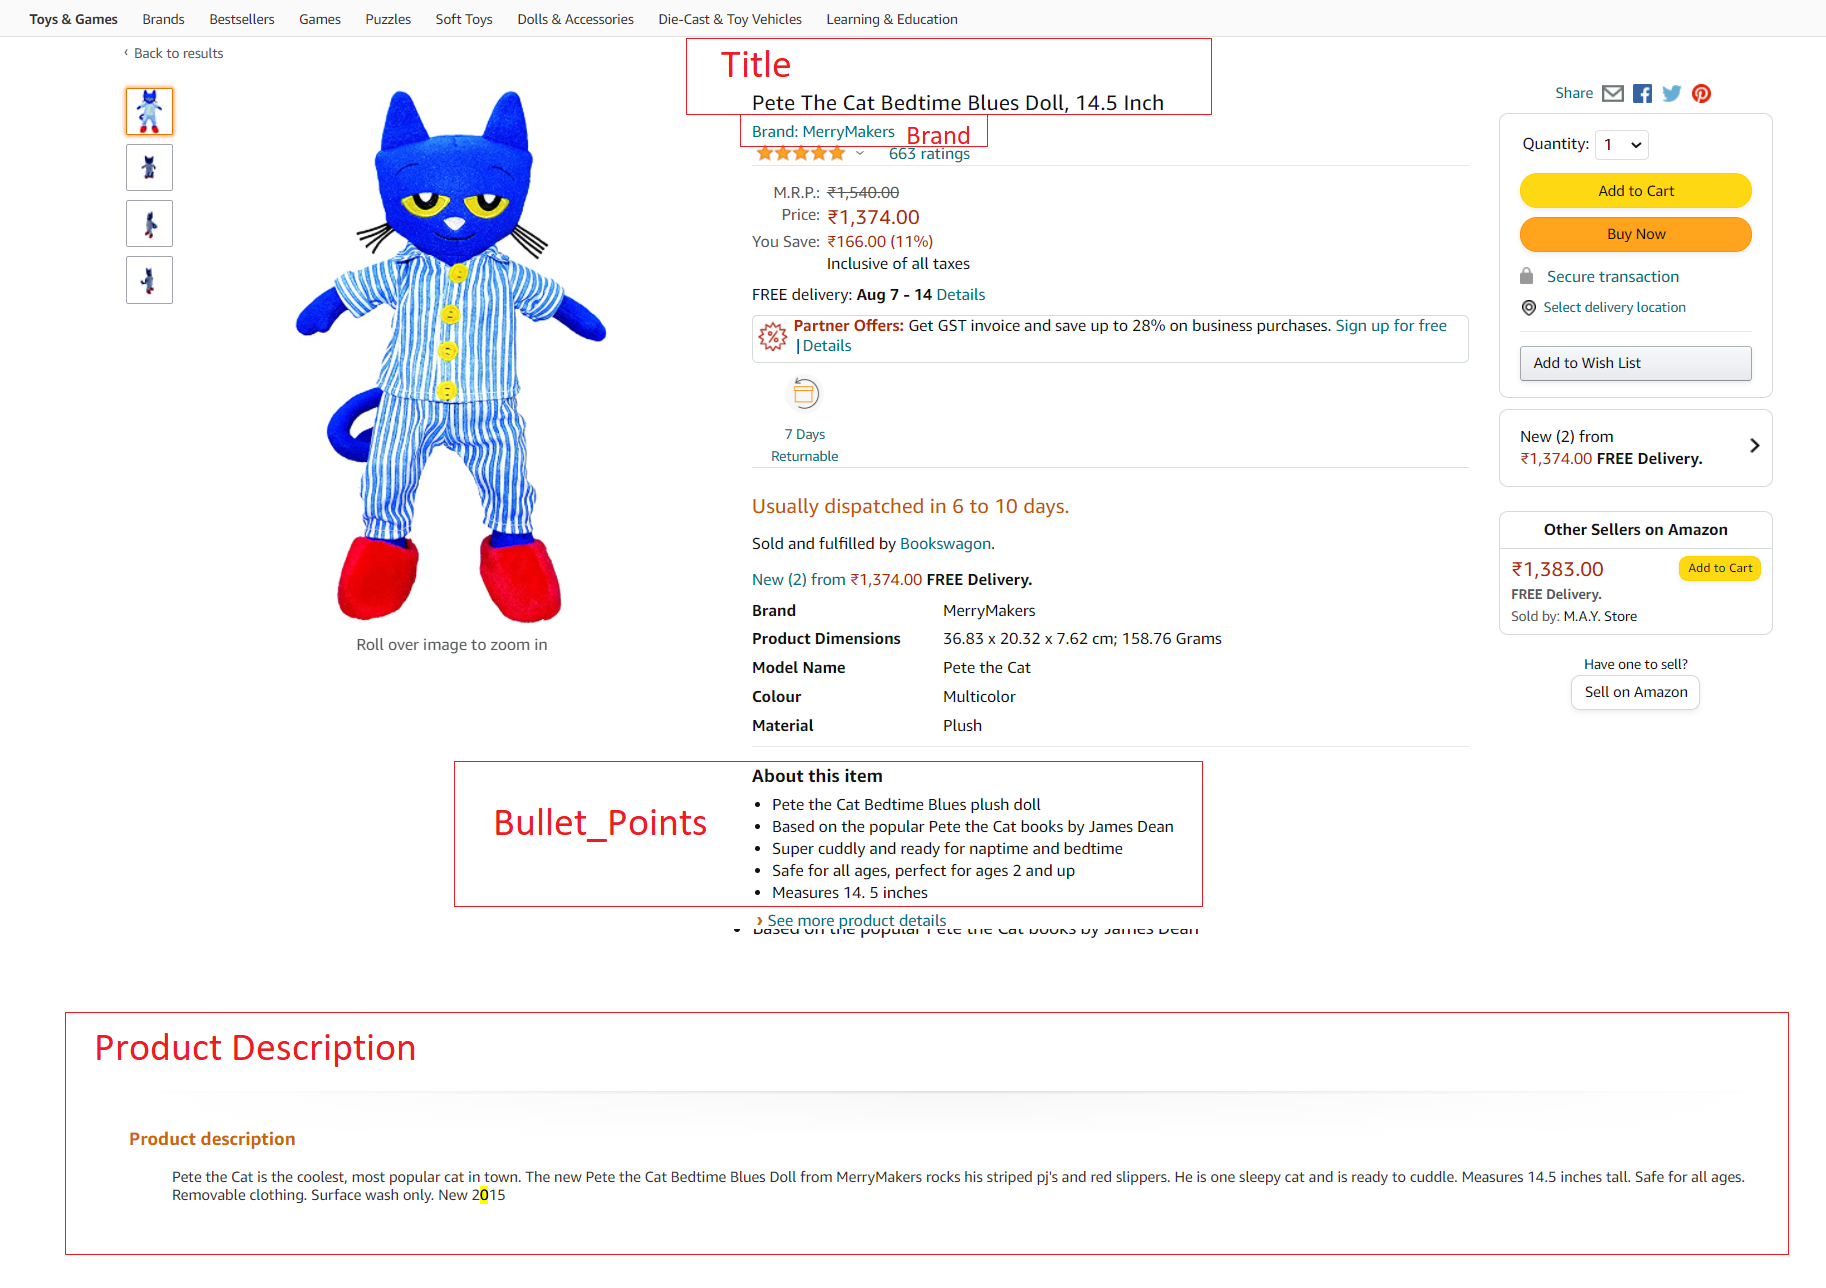 Toys & Games Brands Bestsellers Games Puzzles Soft Toys Dolls & Accessories Die-Cast & Toy Vehicles Learning & Education
‹ Back to results
Title
Pete The Cat Bedtime Blues Doll, 14.5 Inch
Brand: MerryMakers Brand
663 ratings
M.R.P.: ₹1,540.00
Price: ₹1,374.00
You Save: ₹166.00 (11%)
Inclusive of all taxes
FREE delivery: Aug 7 - 14 Details
Partner Offers: Get GST invoice and save up to 28% on business purchases. Sign up for free
|Details
7 Days
Returnable
Usually dispatched in 6 to 10 days.
Sold and fulfilled by Bookswagon.
New (2) from ₹1,374.00 FREE Delivery.
Brand MerryMakers
Product Dimensions 36.83 x 20.32 x 7.62 cm; 158.76 Grams
Model Name Pete the Cat
Colour Multicolor
Material Plush
Roll over image to zoom in
Bullet_Points
About this item
• Pete the Cat Bedtime Blues plush doll
• Based on the popular Pete the Cat books by James Dean
• Super cuddly and ready for naptime and bedtime
• Safe for all ages, perfect for ages 2 and up
• Measures 14. 5 inches
› See more product details
• Based on the popular Pete the Cat books by James Dean
Share
Quantity: 1
Add to Cart
Buy Now
Secure transaction
Select delivery location
Add to Wish List
New (2) from
₹1,374.00 FREE Delivery.
Other Sellers on Amazon
₹1,383.00 Add to Cart
FREE Delivery.
Sold by: M.A.Y. Store
Have one to sell?
Sell on Amazon
Product Description
Product description
Pete the Cat is the coolest, most popular cat in town. The new Pete the Cat Bedtime Blues Doll from MerryMakers rocks his striped pj's and red slippers. He is one sleepy cat and is ready to cuddle. Measures 14.5 inches tall. Safe for all ages.
Removable clothing. Surface wash only. New 2015